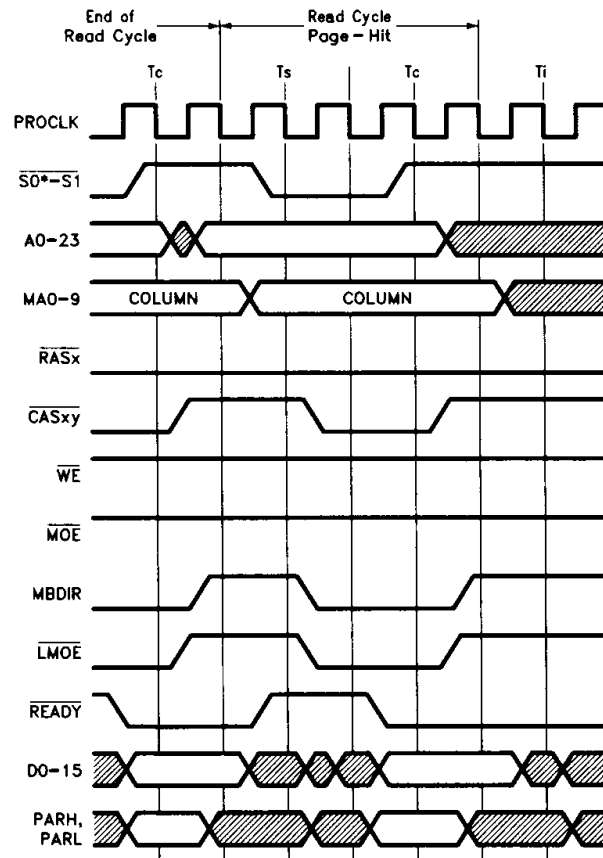 End of
Read Cycle
Read Cycle
Page-Hit
Tc Ts Tc Ti
PROCLK
S0*-S1
A0-23
MA0-9
COLUMN COLUMN
RASx
CASxy
WE
MOE
MBDIR
LMOE
READY
D0-15
PARH,
PARL